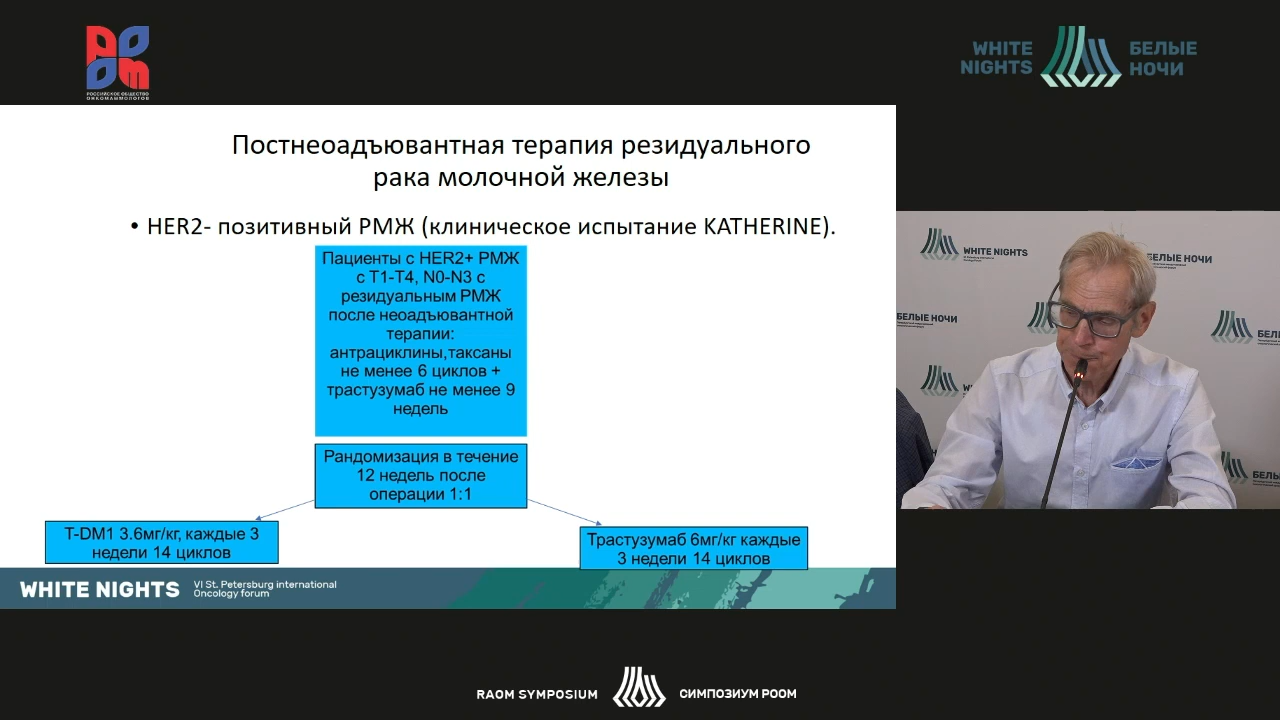 РОССИЙСКОЕ ОБЩЕСТВО
ОНКОМАММОЛОГОВ
WHITE
NIGHTS
БЕЛЫЕ
НОЧИ
Постнеоадъювантная терапия резидуального
рака молочной железы
• HER2- позитивный РМЖ (клиническое испытание KATHERINE).
Пациенты с HER2+ РМЖ
с T1-T4, N0-N3 с
резидуальным РМЖ
после неоадъювантной
терапии:
антрациклины,таксаны
не менее 6 циклов +
трастузумаб не менее 9
недель
Рандомизация в течение
12 недель после
операции 1:1
T-DM1 3.6мг/кг, каждые 3
недели 14 циклов
Трастузумаб 6мг/кг каждые
3 недели 14 циклов
WHITE NIGHTS
VI St. Petersburg international
Oncology forum
WHITE NIGHTS
БЕЛЫЕ НОЧИ
БЕЛЫЕ НОЧИ
RAOM SYMPOSIUM
СИМПОЗИУМ РООМ